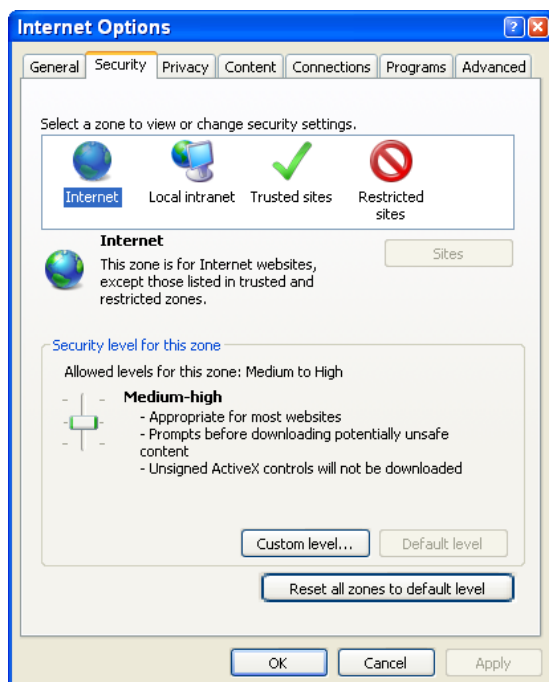 Internet Options
General Security Privacy Content Connections Programs Advanced
Select a zone to view or change security settings.
Internet Local intranet Trusted sites Restricted
sites
Internet
Sites
This zone is for Internet websites,
except those listed in trusted and
restricted zones.
Security level for this zone
Allowed levels for this zone: Medium to High
Medium-high
- Appropriate for most websites
- Prompts before downloading potentially unsafe
content
- Unsigned ActiveX controls will not be downloaded
Custom level... Default level
Reset all zones to default level
OK Cancel Apply